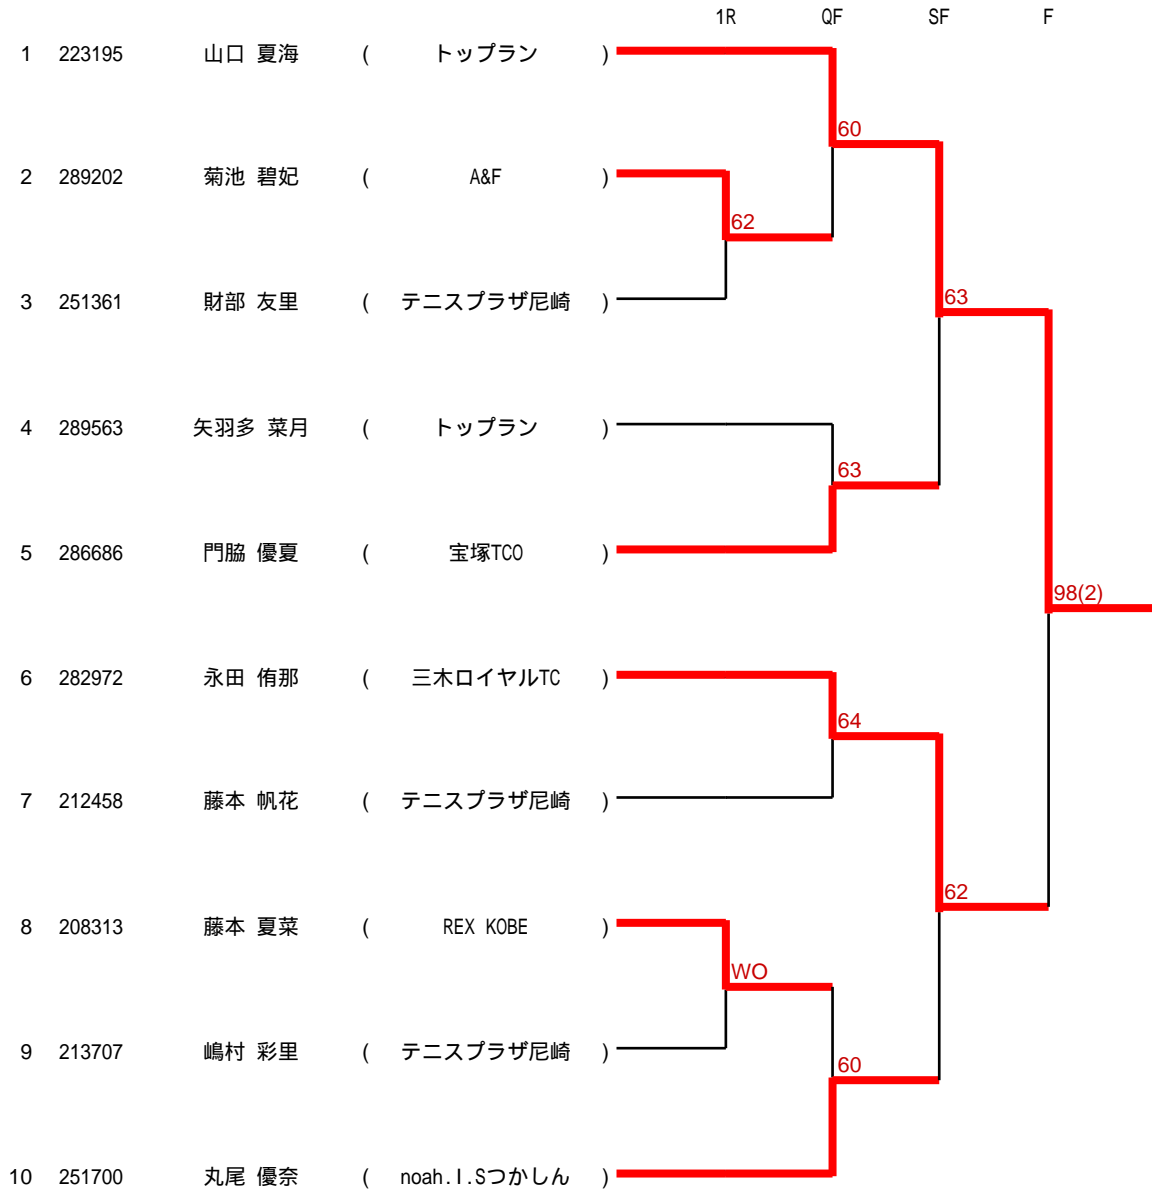 1R QF SF F
1 223195 山口 夏海 ( トップラン )
60
2 289202 菊池 碧妃 ( A&F )
62
3 251361 財部 友里 ( テニスプラザ尼崎 )
63
4 289563 矢羽多 菜月 ( トップラン )
63
5 286686 門脇 優夏 ( 宝塚TCO )
98(2)
6 282972 永田 侑那 ( 三木ロイヤルTC )
64
7 212458 藤本 帆花 ( テニスプラザ尼崎 )
62
8 208313 藤本 夏菜 ( REX KOBE )
WO
9 213707 嶋村 彩里 ( テニスプラザ尼崎 )
60
10 251700 丸尾 優奈 ( noah.I.Sつかしん )